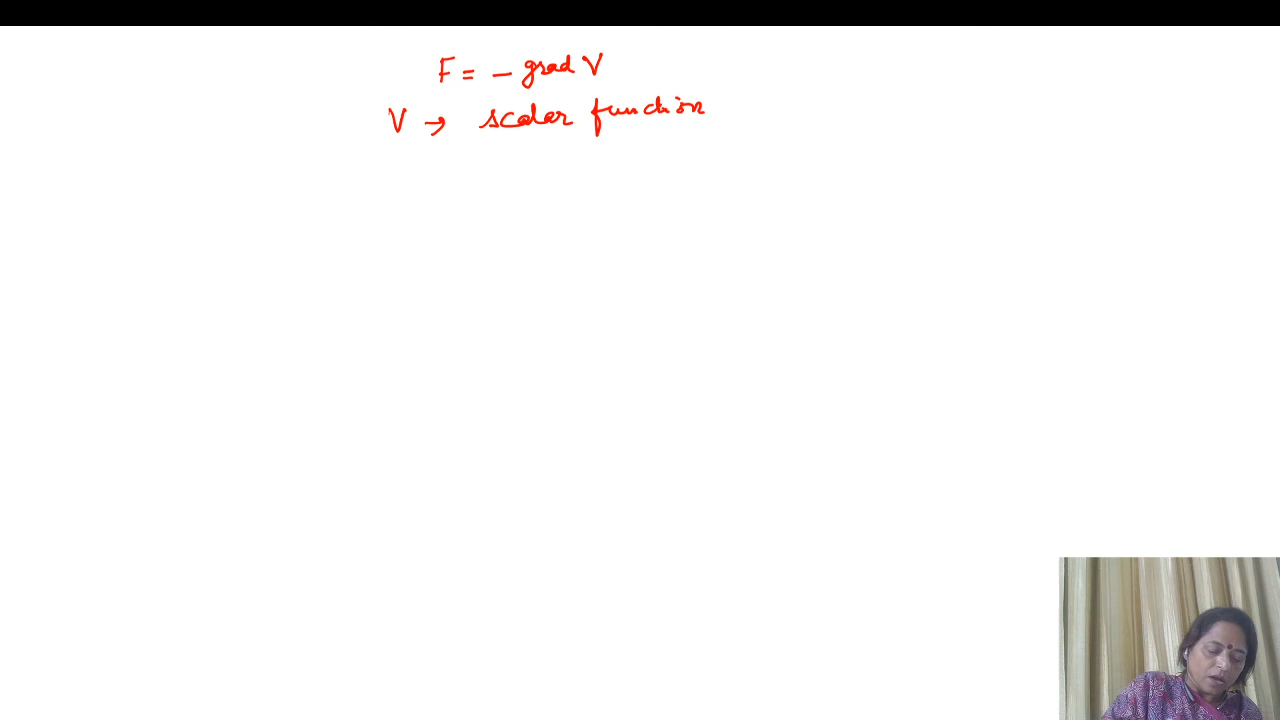 F = - grad V
V → scalar function